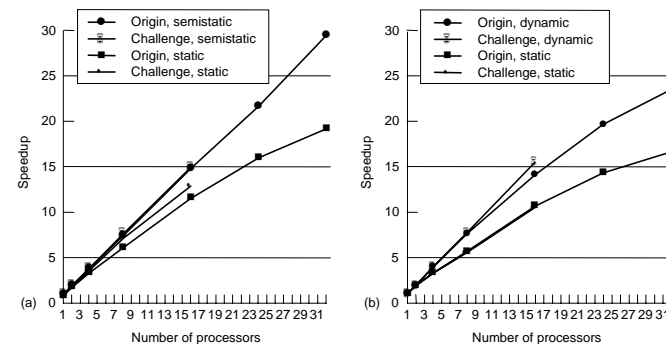 Origin, semistatic
Challenge, semistatic
Origin, static
Challenge, static
30
25
20
15
10
5
0
Speedup
(a)
1 3 5 7 9 11 13 15 17 19 21 23 25 27 29 31
Number of processors
Origin, dynamic
Challenge, dynamic
Origin, static
Challenge, static
30
25
20
15
10
5
0
Speedup
(b)
1 3 5 7 9 11 13 15 17 19 21 23 25 27 29 31
Number of processors